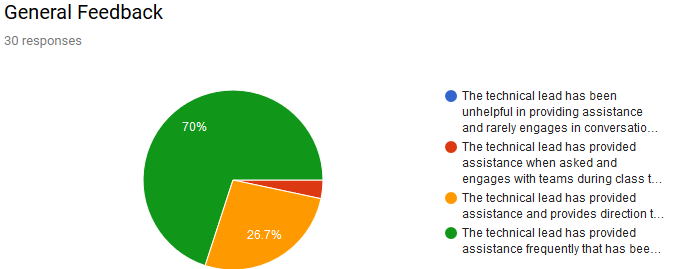 General Feedback
30 responses
70%
26.7%
The technical lead has been
unhelpful in providing assistance
and rarely engages in conversatio…
The technical lead has provided
assistance when asked and
engages with teams during class t…
The technical lead has provided
assistance and provides direction t…
The technical lead has provided
assistance frequently that has bee…